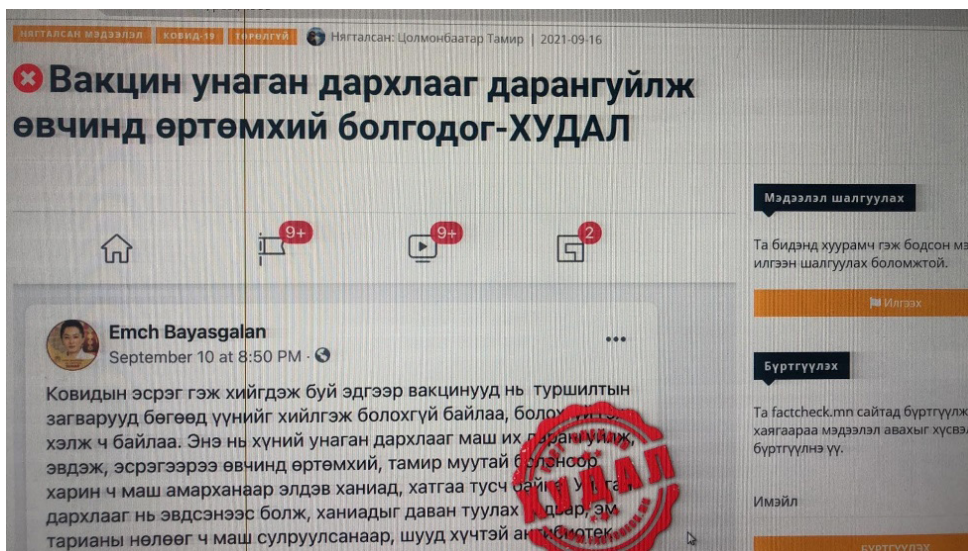 НЯГТАЛСАН МЭДЭЭЛЭЛ КОВИД-19 ТӨРӨЛГҮЙ Нягталсан: Цолмонбаатар Тамир | 2021-09-16
Вакцин унаган дархлааг дарангуйлж
өвчинд өртөмхий болгодог-ХУДАЛ
9+
9+
2
Emch Bayasgalan
September 10 at 8:50 PM
Ковидын эсрэг гэж хийгдэж буй эдгээр вакцинууд нь туршилтын
загварууд бөгөөд үүнийг хийлгэж болохгүй байлаа,
хэлж ч байлаа. Энэ нь хүний унаган дархлааг маш их дарангуйлж,
эвдэж, эсрэгээрээ өвчинд өртөмхий, тамир муутай
харин ч маш амарханаар элдэв ханиад, хатгаа тусч
дархлааг нь эвдсэнээс болж, ханиадыг даван туулах эм
тарианы нөлөөг ч маш сулруулсанаар, шууд хүчтэй
ХУДАЛ
Мэдээлэл шалгуулах
Та бидэнд хуурамч гэж бодсон
илгээн шалгуулах боломжтой.
Илгээх
Бүртгүүлэх
Та factcheck.mn сайтад
хаягаараа мэдээлэл авахыг
бүртгүүлнэ үү.
Имэйл
БҮРТГҮҮЛЭХ